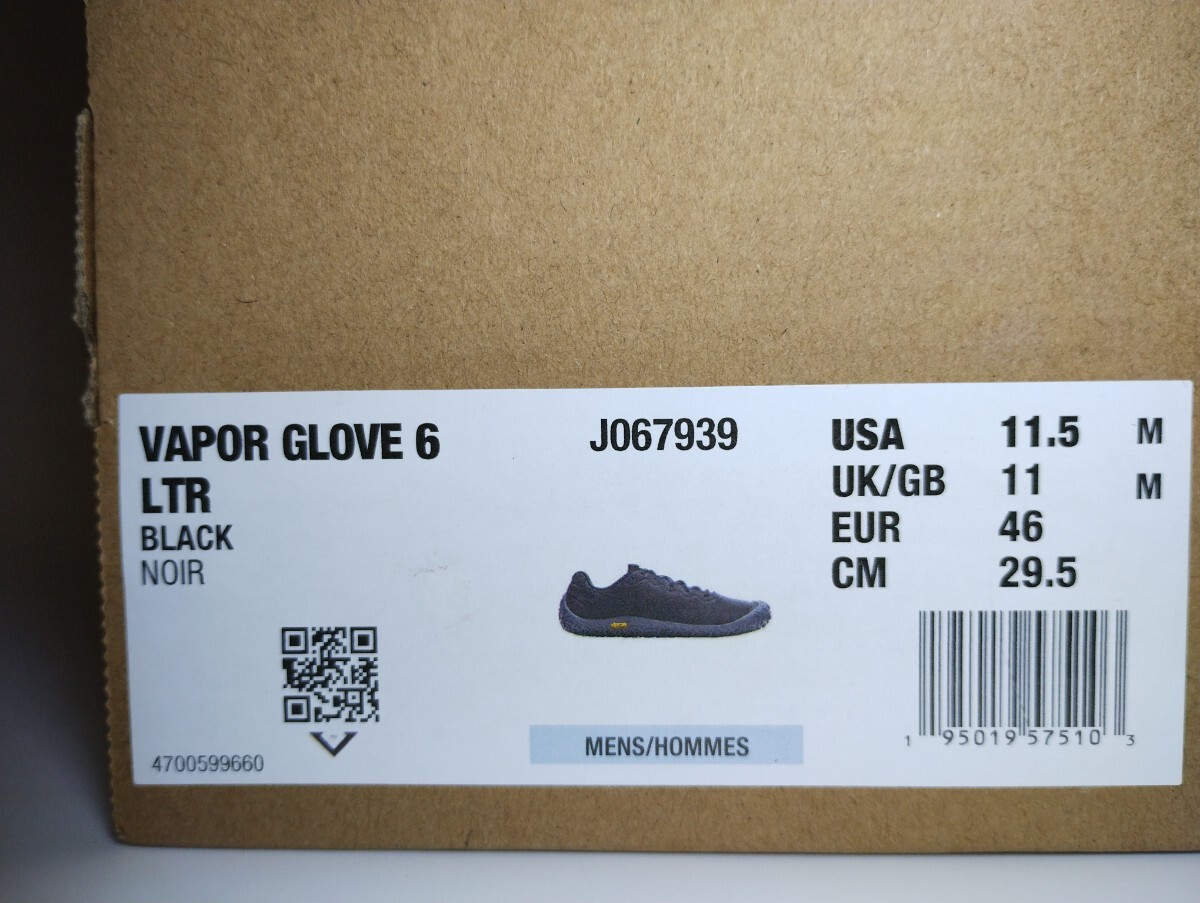 VAPOR GLOVE 6
LTR
BLACK
NOIR
J067939
USA 11.5 M
UK/GB 11 M
EUR 46
CM 29.5
MENS/HOMMES
4700599660
1 95019 57510 3